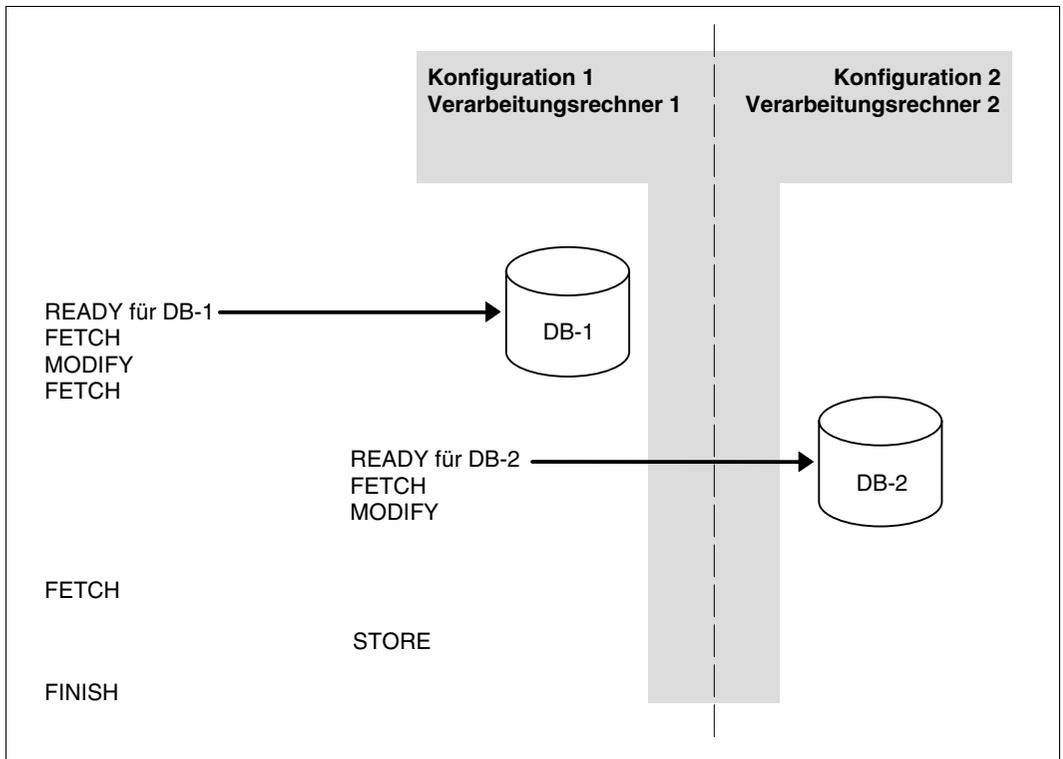 Konfiguration 1
Verarbeitungsrechner 1
Konfiguration 2
Verarbeitungsrechner 2
READY für DB-1
FETCH
MODIFY
FETCH
DB-1
READY für DB-2
FETCH
MODIFY
DB-2
FETCH
STORE
FINISH